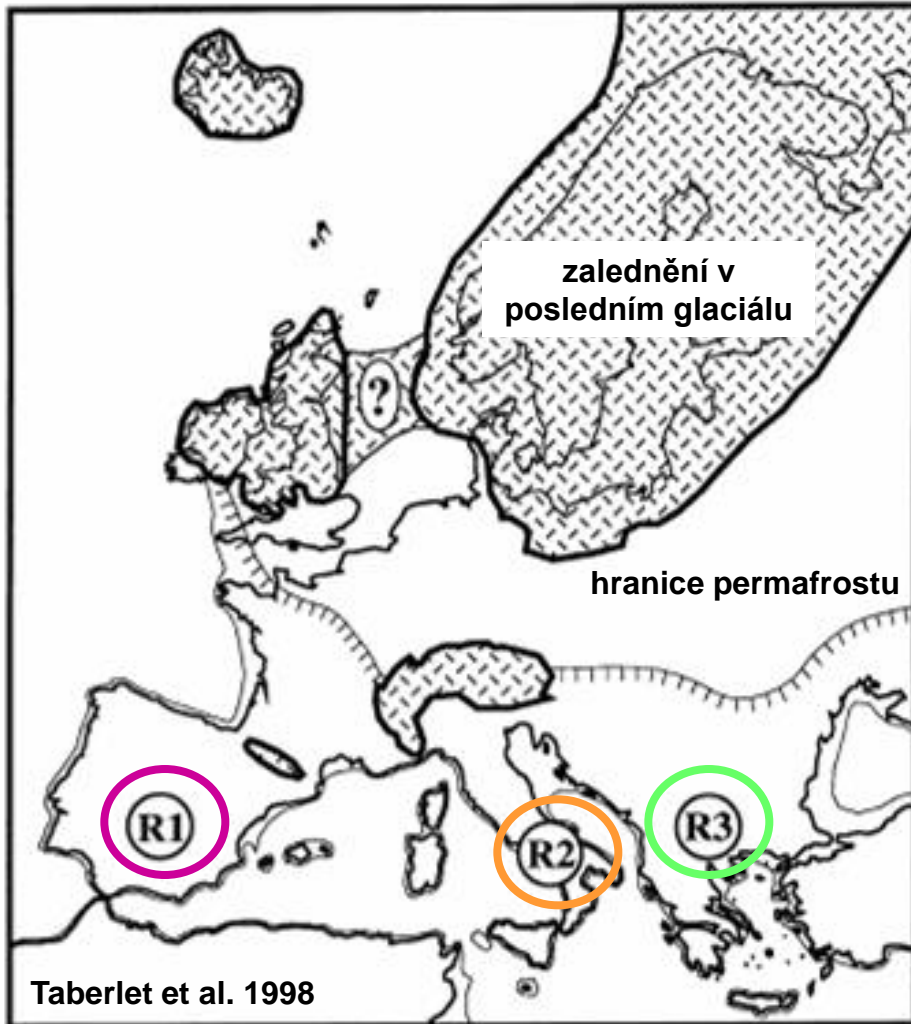 zalednění v
posledním glaciálu
?
hranice permafrostu
R1
R2
R3
Taberlet et al. 1998